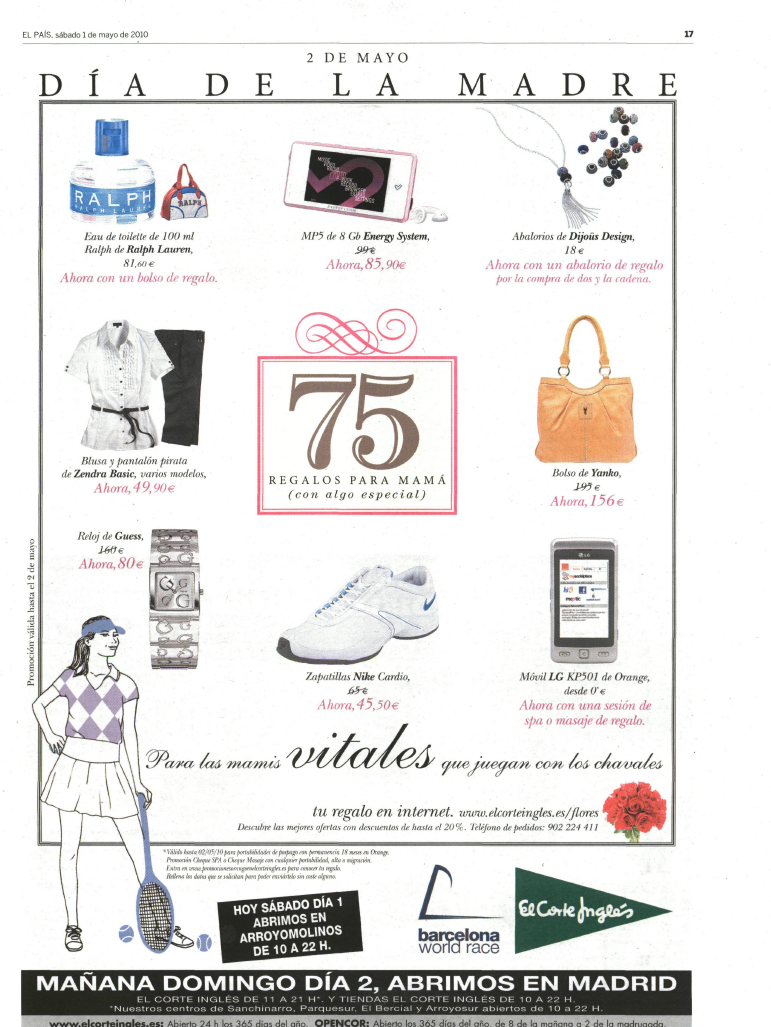 EL PAÍS, sábado 1 de mayo de 2010
17
2 DE MAYO
DÍA DE LA MADRE
RALPH
RALPH LAUREN
RALPH
Eau de toilette de 100 ml
Ralph de Ralph Lauren,
81,60 €
Ahora con un bolso de regalo.
MP5 de 8 Gb Energy System,
99€
Ahora, 85,90€
Abalorios de Dijoüs Design,
18 €
Ahora con un abalorio de regalo
por la compra de dos y la cadena.
Blusa y pantalón pirata
de Zendra Basic, varios modelos,
Ahora, 49,90 €
75
REGALOS PARA MAMÁ
(con algo especial)
Bolso de Yanko,
195 €
Ahora, 156 €
Reloj de Guess,
160 €
Ahora, 80 €
Zapatillas Nike Cardio,
65 €
Ahora, 45,50€
LG
Móvil LG KP501 de Orange,
desde 0* €
Ahora con una sesión de
spa o masaje de regalo.
Promoción válida hasta el 2 de mayo
Para las mamis vitales que juegan con los chavales
tu regalo en internet. www.elcorteingles.es/flores
Descubre las mejores ofertas con descuentos de hasta el 20%. Teléfono de pedidos: 902 224 411
*Válido hasta 02/05/10 para portabilidades de prepago con permanencia 18 meses en Orange.
Promoción Cheque SPA o Cheque Masaje con cualquier portabilidad, alta o migración.
Entra en www.promocionesorangeenelcorteingles.es para conocer tu regalo.
Rellena los datos que se solicitan para poder enviártelo sin coste alguno.
HOY SÁBADO DÍA 1
ABRIMOS EN
ARROYOMOLINOS
DE 10 A 22 H.
barcelona
world race
El Corte Inglés
MAÑANA DOMINGO DÍA 2, ABRIMOS EN MADRID
EL CORTE INGLÉS DE 11 A 21 H*. Y TIENDAS EL CORTE INGLÉS DE 10 A 22 H.
*Nuestros centros de Sanchinarro, Parquesur, El Bercial y Arroyosur abiertos de 10 a 22 H.
www.elcorteingles.es: Abierto 24 h los 365 días del año. OPENCOR: Abierto los 365 días del año, de 8 de la mañana a 2 de la madrugada.